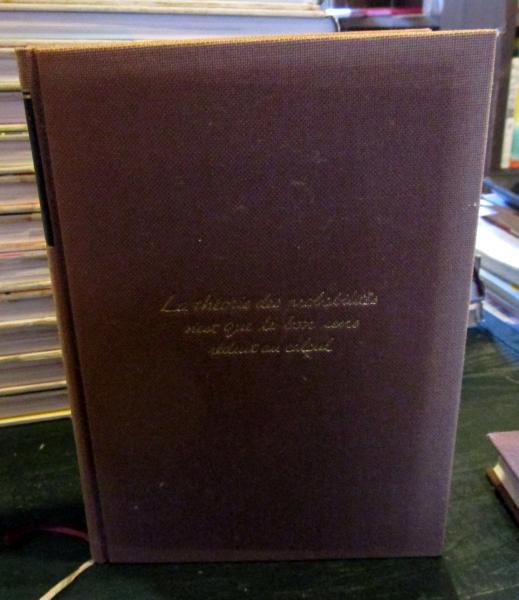 La théorie des probabilités
n'est que le bon sens
réduit au calcul